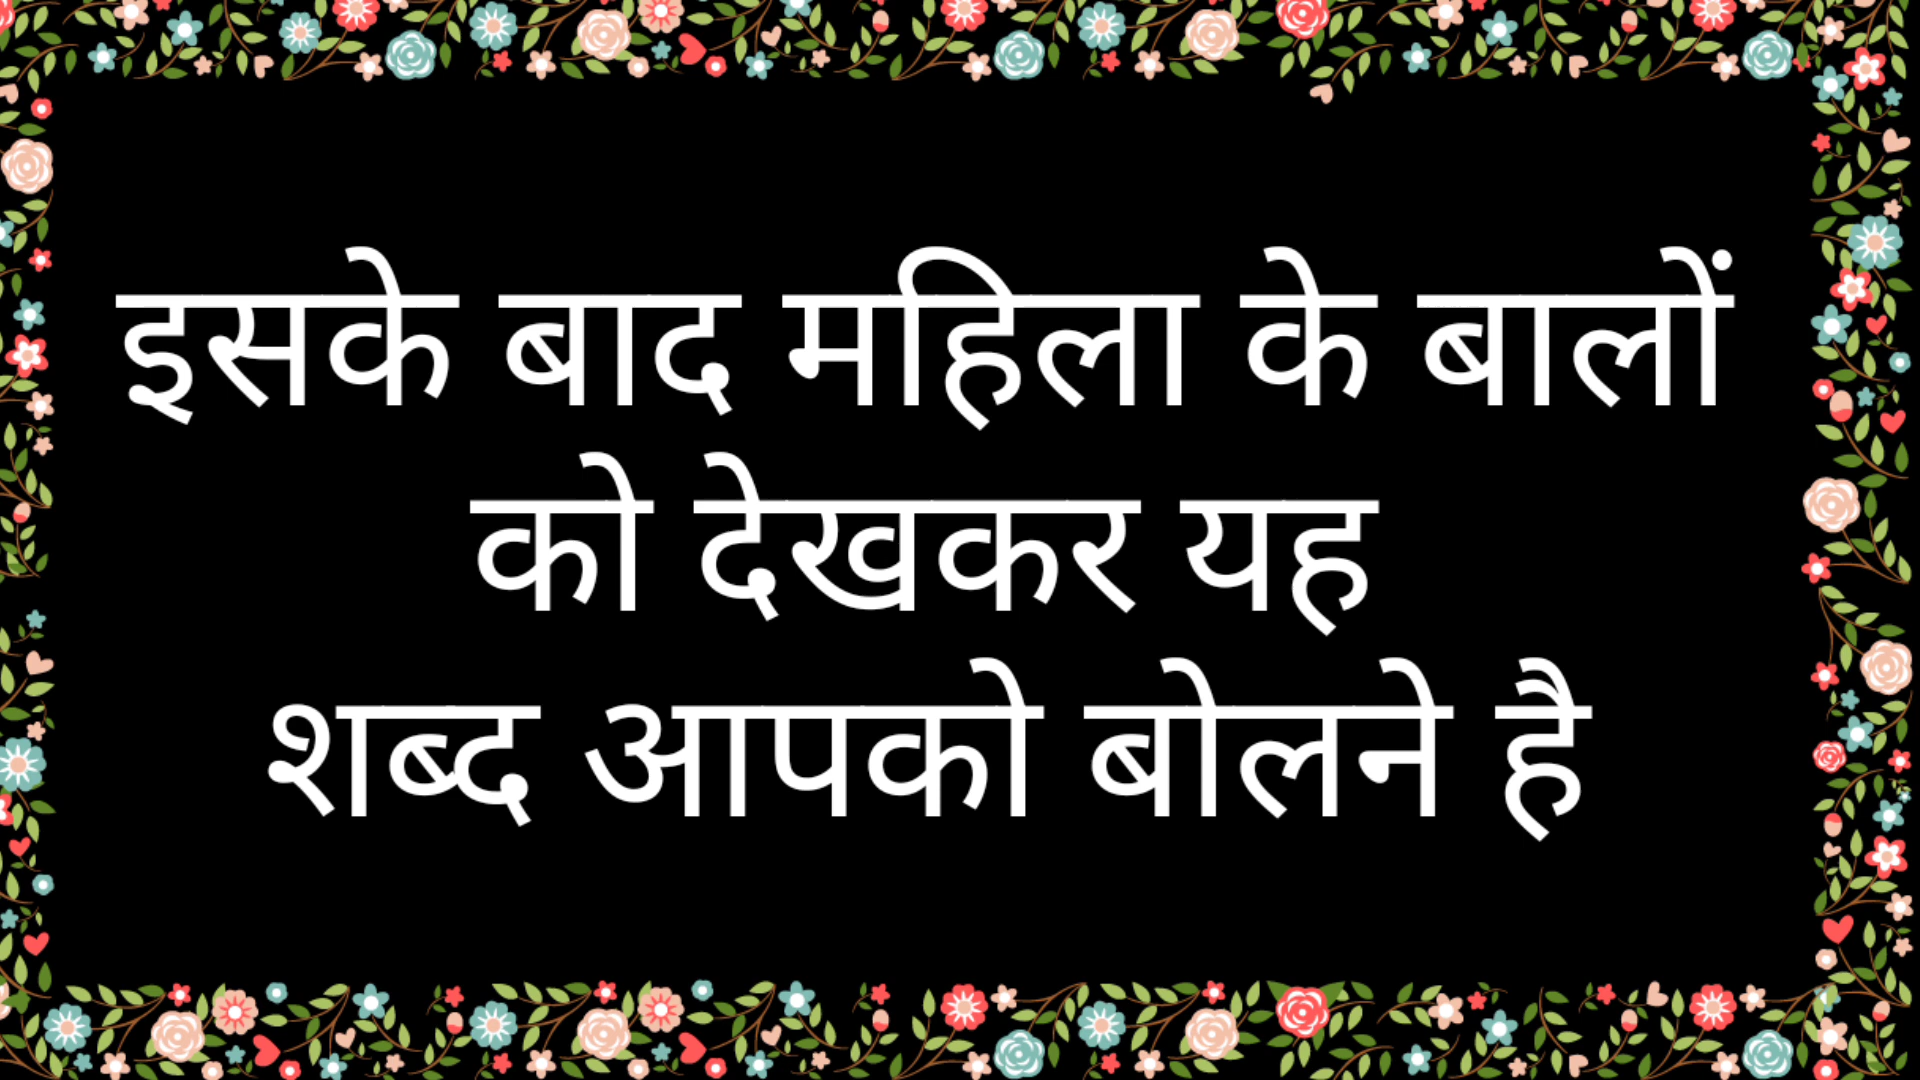 इसके बाद महिला के बालों
को देखकर यह
शब्द आपको बोलने है